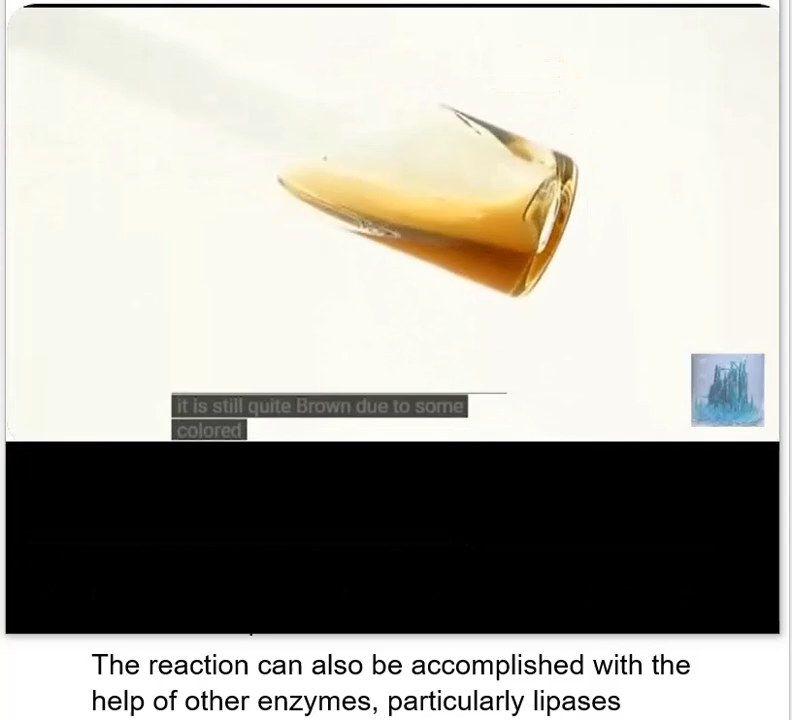 it is still quite Brown due to some
colored
The reaction can also be accomplished with the
help of other enzymes, particularly lipases